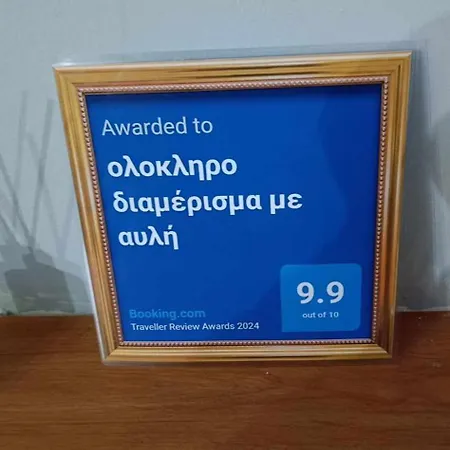 Awarded to
ολοκληρο
διαμέρισμα με
αυλή
9.9
out of 10
Booking.com
Traveller Review Awards 2024